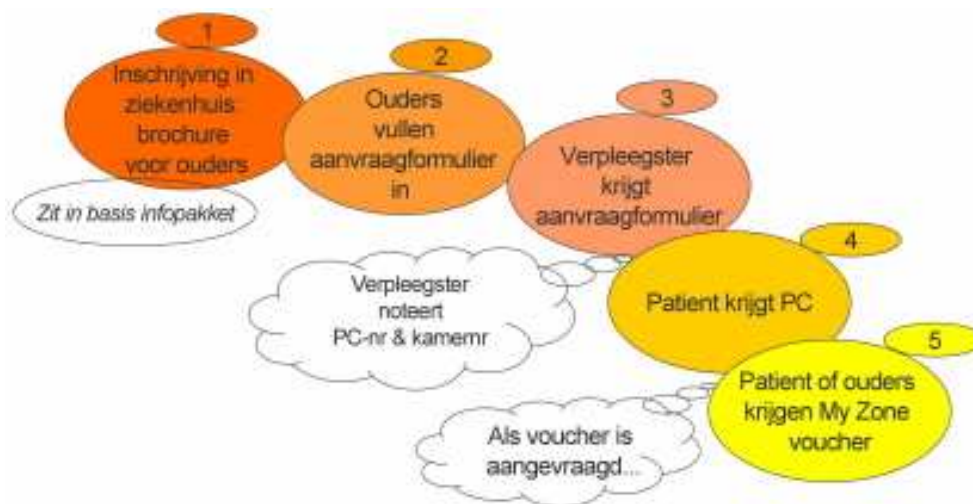 1
Inschrijving in
ziekenhuis:
brochure
voor ouders
Zit in basis infopakket
2
Ouders
vullen
aanvraagformulier
in
3
Verpleegster
krijgt
aanvraagformulier
Verpleegster
noteert
PC-nr & kamernr
4
Patient krijgt PC
5
Patient of ouders
krijgen My Zone
voucher
Als voucher is
aangevraagd...